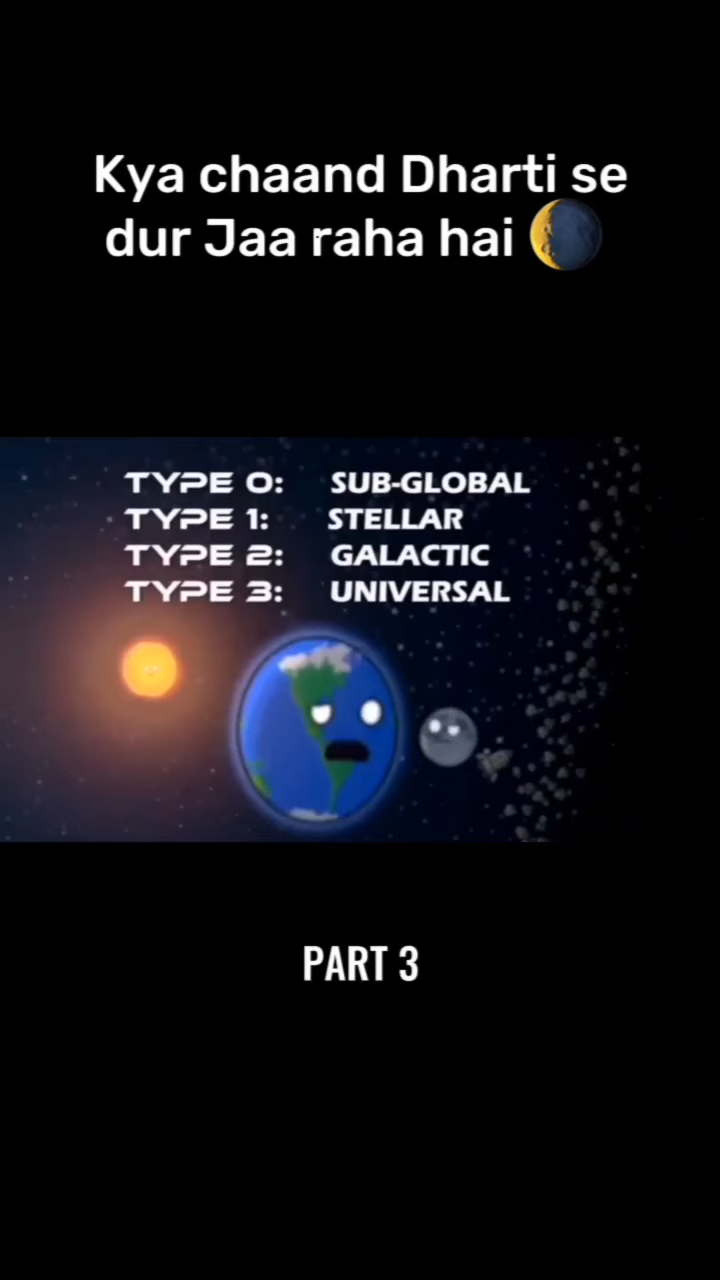 Kya chaand Dharti se
dur Jaa raha hai
TYPE 0: SUB-GLOBAL
TYPE 1: STELLAR
TYPE 2: GALACTIC
TYPE 3: UNIVERSAL
PART 3